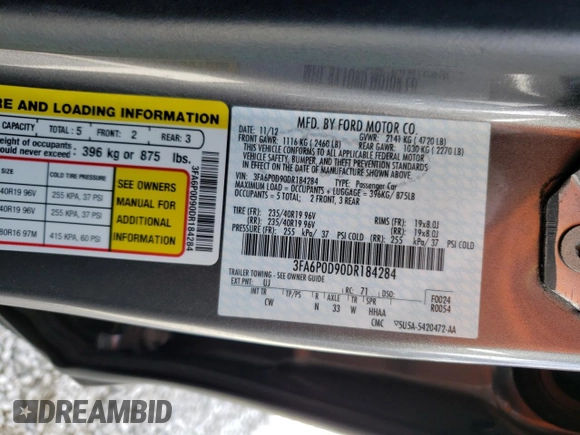 RE AND LOADING INFORMATION
CAPACITY TOTAL: 5 FRONT: 2 REAR: 3
weight of occupants
should never exceed: 396 kg or 875 lbs.
SIZE COLD TIRE PRESSURE
40R19 96V 255 KPA, 37 PSI
40R19 96V 255 KPA, 37 PSI
80R16 97M 415 KPA, 60 PSI
SEE OWNERS
MANUAL FOR
ADDITIONAL
INFORMATION
3FA6P0D90DR184284
MFD. BY FORD MOTOR CO.
11/12 GVWR: 2141 KG ( 4720 LB)
FRONT GAWR: 1116 KG ( 2460 LB) REAR GAWR: 1030 KG ( 2270 LB)
THIS VEHICLE CONFORMS TO ALL APPLICABLE FEDERAL MOTOR
VEHICLE SAFETY, BUMPER, AND THEFT PREVENTION STANDARDS
IN EFFECT ON THE DATE OF MANUFACTURE SHOWN ABOVE.
VIN: 3FA6P0D90DR184284 TYPE: Passenger Car
MAXIMUM LOAD = OCCUPANTS + LUGGAGE = 396KG/875LB
OCCUPANTS = 5 TOTAL: 2 FRONT, 3 REAR
TIRE (FR): 235/40R19 96V RIMS (FR): 19x8.0J
(RR): 235/40R19 96V (RR): 19x8.0J
PRESSURE (FR): 255 kPa/ 37 PSI COLD (RR): 255 kPa/ 37 PSI COLD
3FA6P0D90DR184284
TRAILER TOWING - SEE OWNER GUIDE
EXT PNT: UJ RC: 71 DSO: F0024
INT TR TP/PS R AXLE TR SPR R0054
CW N 33 W HHAA
CMC 5U5A-5420472-AA
DREAMBID